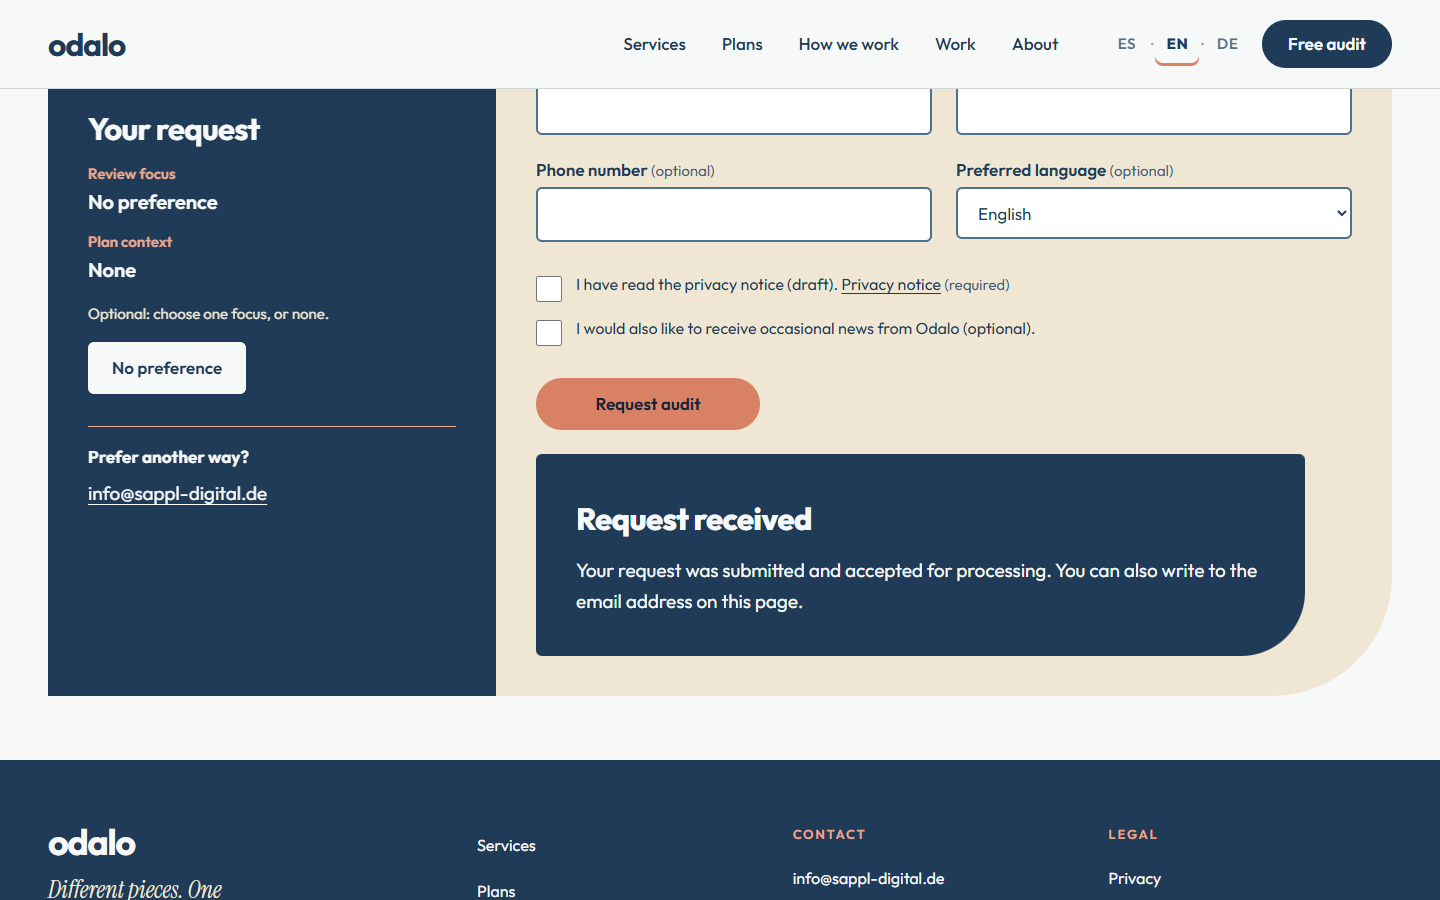 odalo
Services
Plans
How we work
Work
About
ES · EN · DE
Free audit
Your request
Review focus
No preference
Plan context
None
Optional: choose one focus, or none.
No preference
Prefer another way?
info@sappl-digital.de
Phone number (optional)
Preferred language (optional)
English
I have read the privacy notice (draft). Privacy notice (required)
I would also like to receive occasional news from Odalo (optional).
Request audit
Request received
Your request was submitted and accepted for processing. You can also write to the
email address on this page.
odalo
Different pieces. One
Services
Plans
CONTACT
info@sappl-digital.de
LEGAL
Privacy